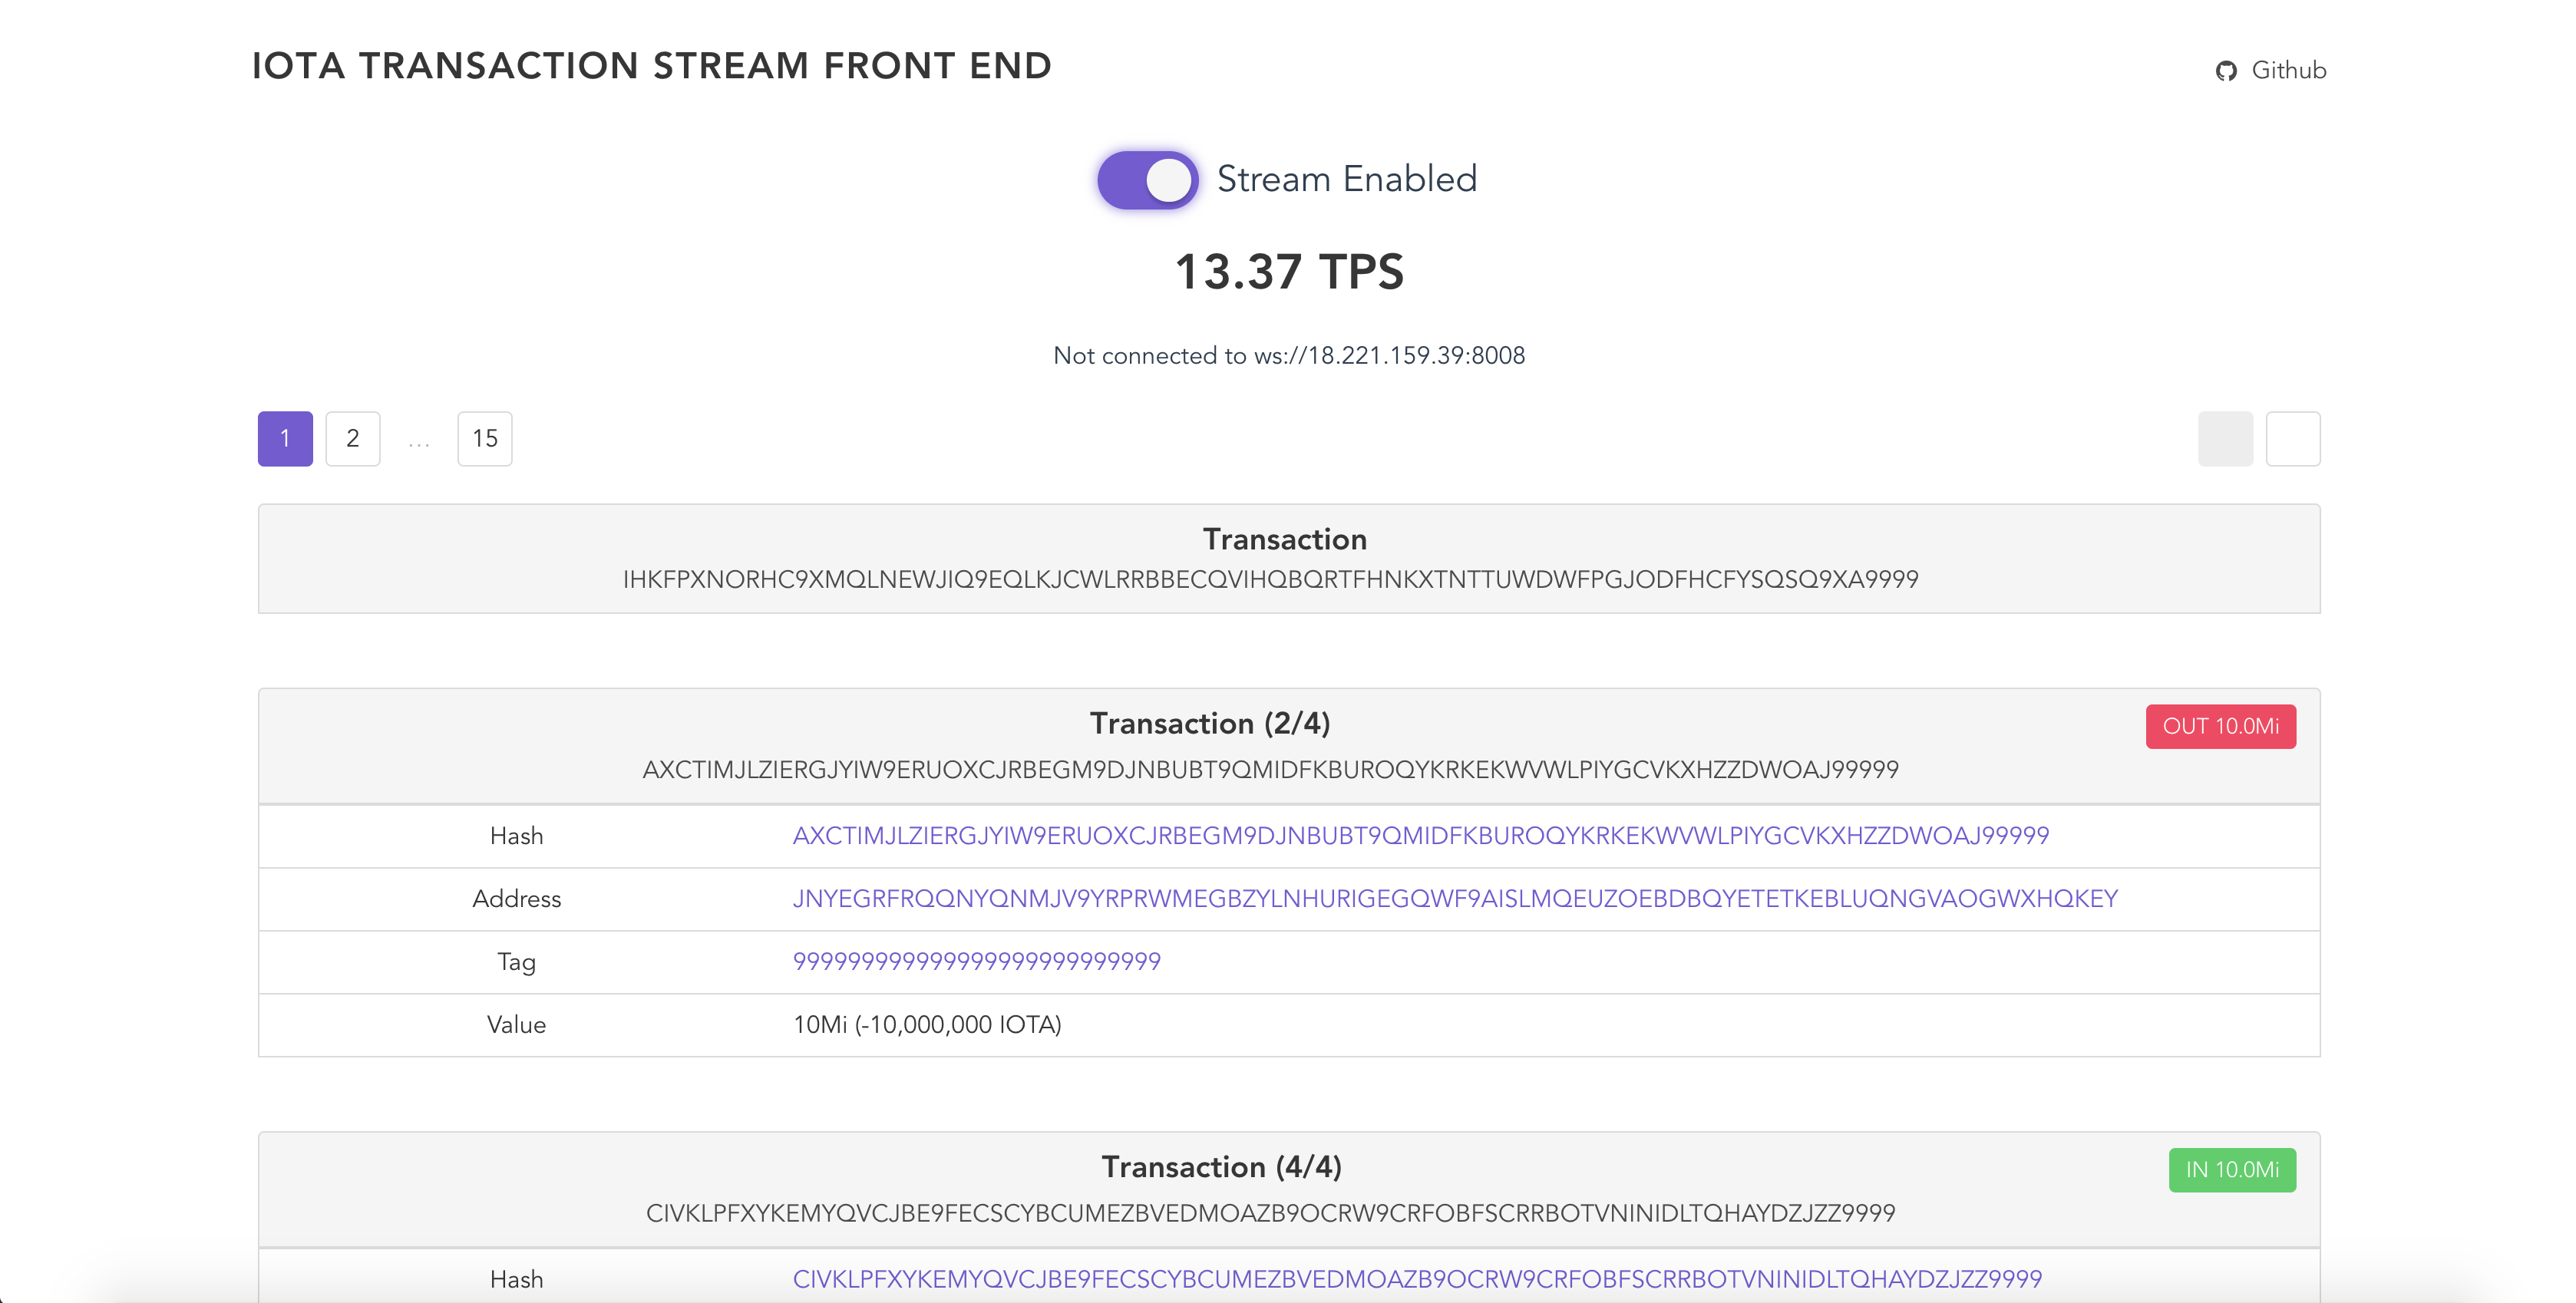 IOTA TRANSACTION STREAM FRONT END
Github
Stream Enabled
13.37 TPS
Not connected to ws://18.221.159.39:8008
1 2 ... 15
Transaction
IHKFPXNORHC9XMQLNEWJIQ9EQLKJCWLRRBBECQVIHQBQRTFHNKXTNTTUWDWFPGJODFHCFYSQSQ9XA9999
Transaction (2/4)
OUT 10.0Mi
AXCTIMJLZIERGJYIW9ERUOXCJRBEGM9DJNBUBT9QMIDFKBUROQYKRKEKWVWLPIYGCVKXHZZDWOAJ99999
Hash AXCTIMJLZIERGJYIW9ERUOXCJRBEGM9DJNBUBT9QMIDFKBUROQYKRKEKWVWLPIYGCVKXHZZDWOAJ99999
Address JNYEGRFRQQNYQNMJV9YRPRWMEGBZYLNHURIGEGQWF9AISLMQEUZOEBDBQYETETKEBLUQNGVAOGWXHQKEY
Tag 999999999999999999999999999
Value 10Mi (-10,000,000 IOTA)
Transaction (4/4)
IN 10.0Mi
CIVKLPFXYKEMYQVCJBE9FECSCYBCUMEZBVEDMOAZB9OCRW9CRFOBFSCRRBOTVNINIDLTQHAYDZJZZ9999
Hash CIVKLPFXYKEMYQVCJBE9FECSCYBCUMEZBVEDMOAZB9OCRW9CRFOBFSCRRBOTVNINIDLTQHAYDZJZZ9999